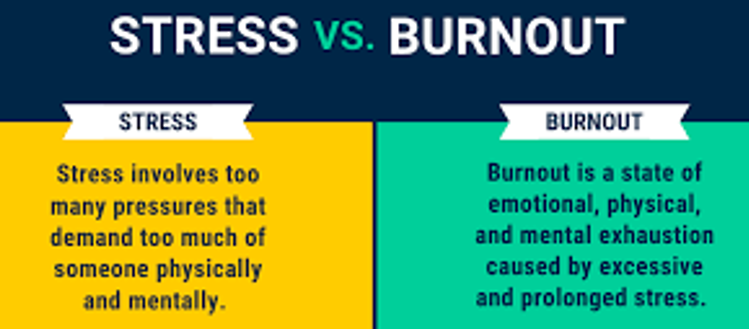 STRESS VS. BURNOUT
STRESS
Stress involves too
many pressures that
demand too much of
someone physically
and mentally.
BURNOUT
Burnout is a state of
emotional, physical,
and mental exhaustion
caused by excessive
and prolonged stress.